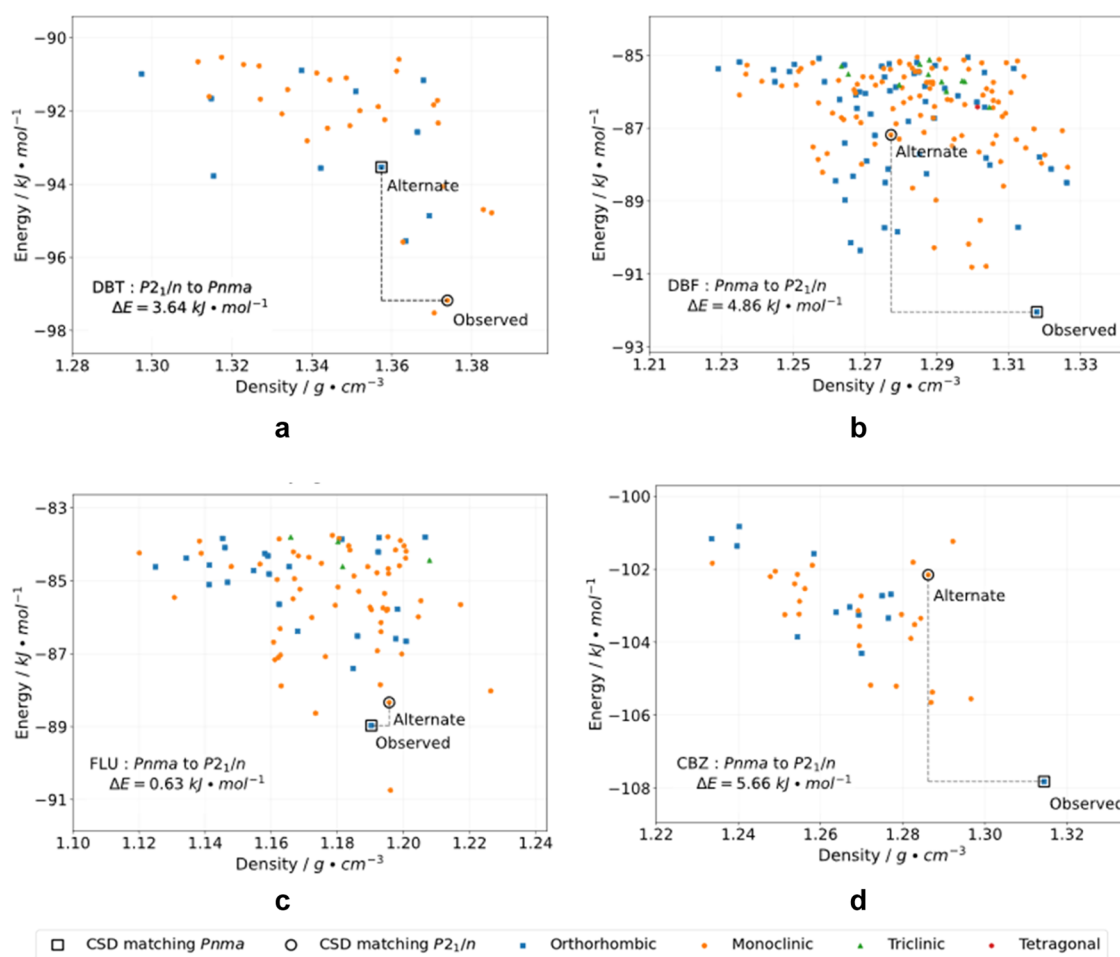 −90
−92
−94
−96
−98
Energy / kJ • mol⁻¹
1.28 1.30 1.32 1.34 1.36 1.38
Density / g • cm⁻³
Alternate
Observed
DBT : P2₁/n to Pnma
ΔE = 3.64 kJ • mol⁻¹
a
−85
−87
−89
−91
−93
Energy / kJ • mol⁻¹
1.21 1.23 1.25 1.27 1.29 1.31 1.33
Density / g • cm⁻³
Alternate
Observed
DBF : Pnma to P2₁/n
ΔE = 4.86 kJ • mol⁻¹
b
−83
−85
−87
−89
−91
Energy / kJ • mol⁻¹
1.10 1.12 1.14 1.16 1.18 1.20 1.22 1.24
Density / g • cm⁻³
Alternate
Observed
FLU : Pnma to P2₁/n
ΔE = 0.63 kJ • mol⁻¹
c
−100
−102
−104
−106
−108
Energy / kJ • mol⁻¹
1.22 1.24 1.26 1.28 1.30 1.32
Density / g • cm⁻³
Alternate
Observed
CBZ : Pnma to P2₁/n
ΔE = 5.66 kJ • mol⁻¹
d
CSD matching Pnma CSD matching P2₁/n Orthorhombic Monoclinic Triclinic Tetragonal